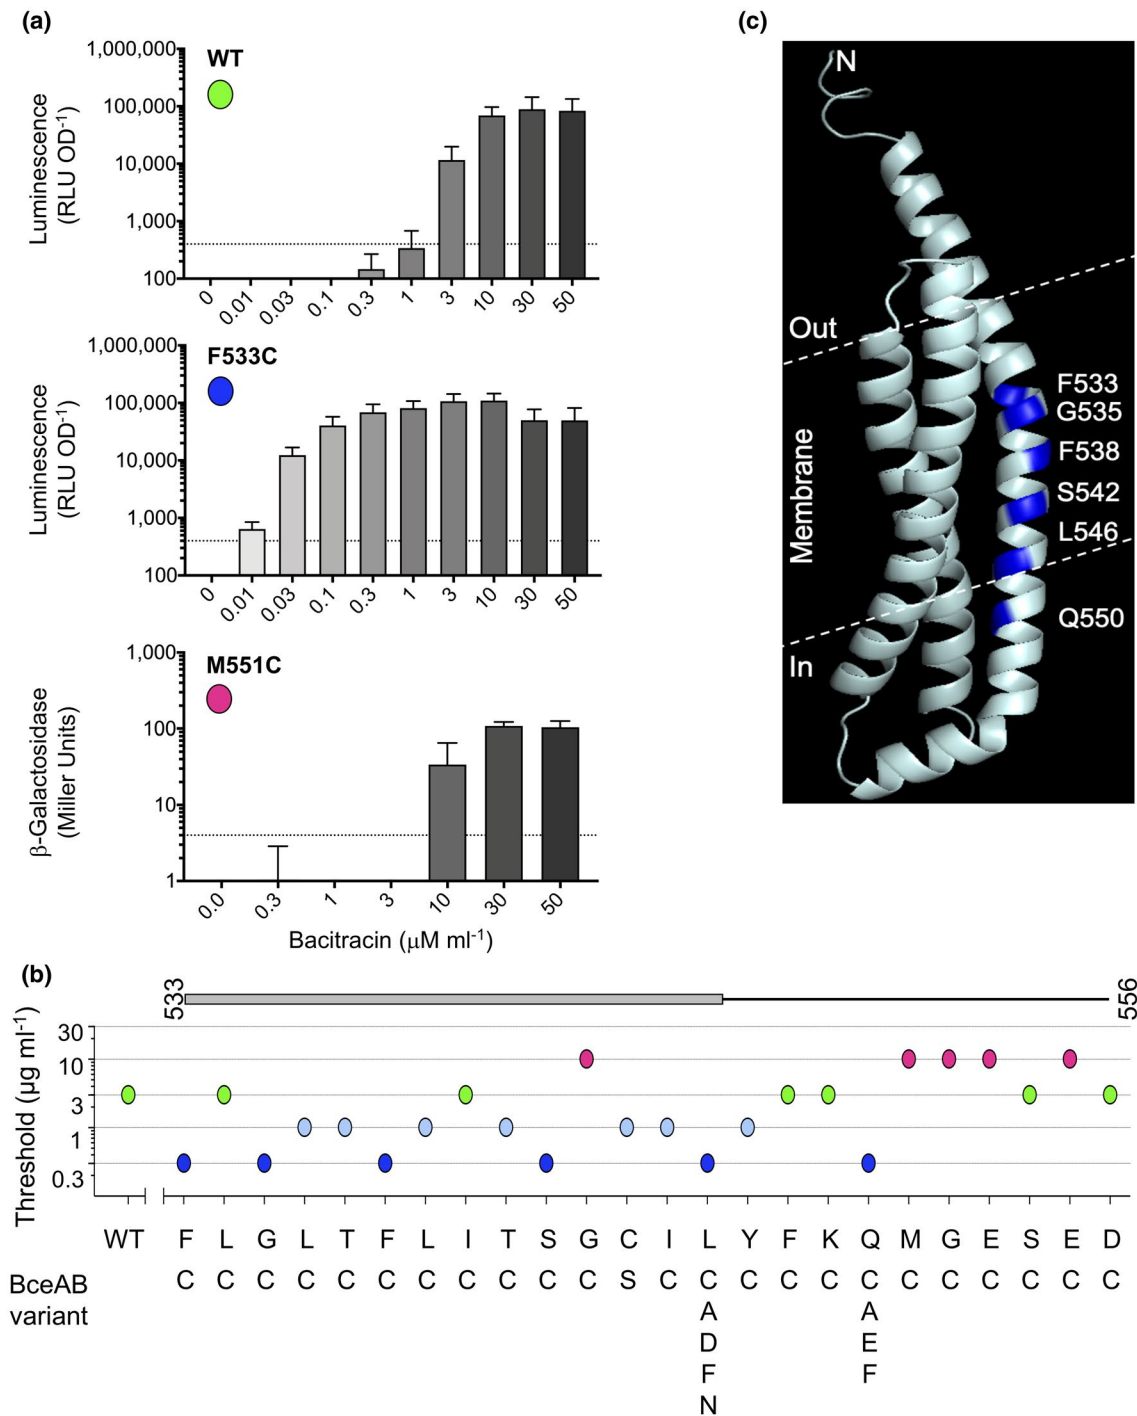 (a)
WT
1,000,000
100,000
10,000
1,000
100
Luminescence
(RLU OD-1)
0 0.01 0.03 0.1 0.3 1 3 10 30 50
F533C
1,000,000
100,000
10,000
1,000
100
Luminescence
(RLU OD-1)
0 0.01 0.03 0.1 0.3 1 3 10 30 50
M551C
1,000
100
10
1
β-Galactosidase
(Miller Units)
0.0 0.3 1 3 10 30 50
Bacitracin (μM ml-1)
(c)
N
Out
Membrane
In
F533
G535
F538
S542
L546
Q550
(b)
533 556
30
10
3
1
0.3
Threshold (μg ml-1)
WT F L G L T F L I T S G C I L Y F K Q M G E S E D
BceAB
variant
C C C C C C C C C C C S C C C C C C C C C C C C
A A
D E
F F
N